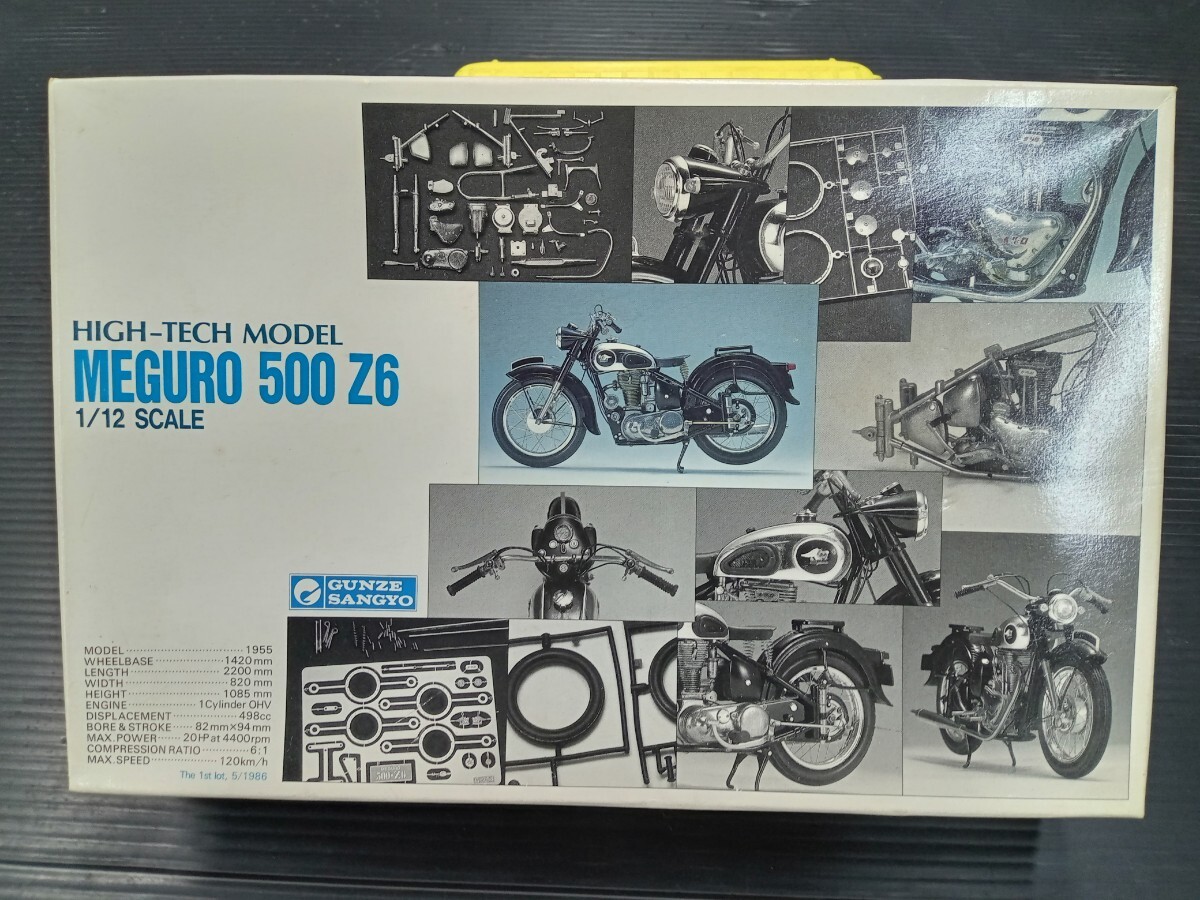 HIGH-TECH MODEL
MEGURO 500 Z6
1/12 SCALE
GUNZE
SANGYO
MODEL 1955
WHEELBASE 1420mm
LENGTH 2200mm
WIDTH 820mm
HEIGHT 1085mm
ENGINE 1Cylinder OHV
DISPLACEMENT 498cc
BORE & STROKE 82mm×94mm
MAX. POWER 20HP at 4400rpm
COMPRESSION RATIO 6:1
MAX. SPEED 120km/h
The 1st lot, 5/1986
500·Z6